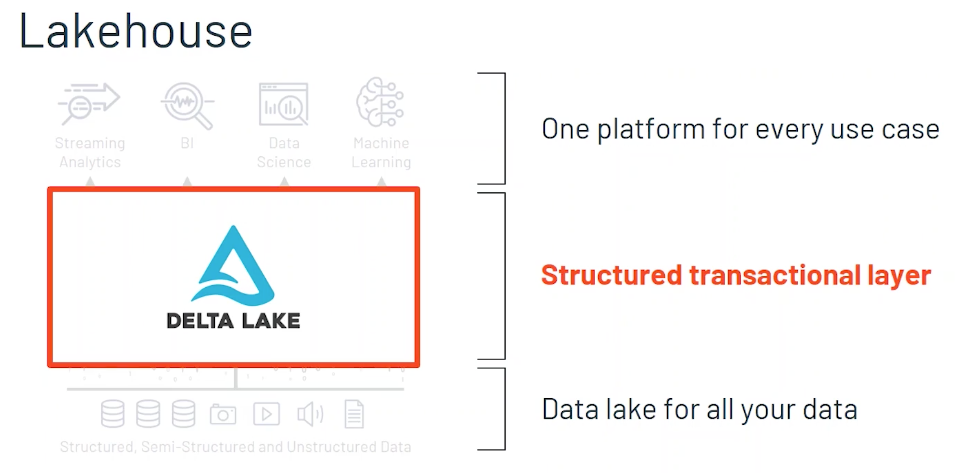 Lakehouse
Streaming
Analytics
BI
Data
Science
Machine
Learning
One platform for every use case
DELTA LAKE
Structured transactional layer
Data lake for all your data
Structured, Semi-Structured and Unstructured Data